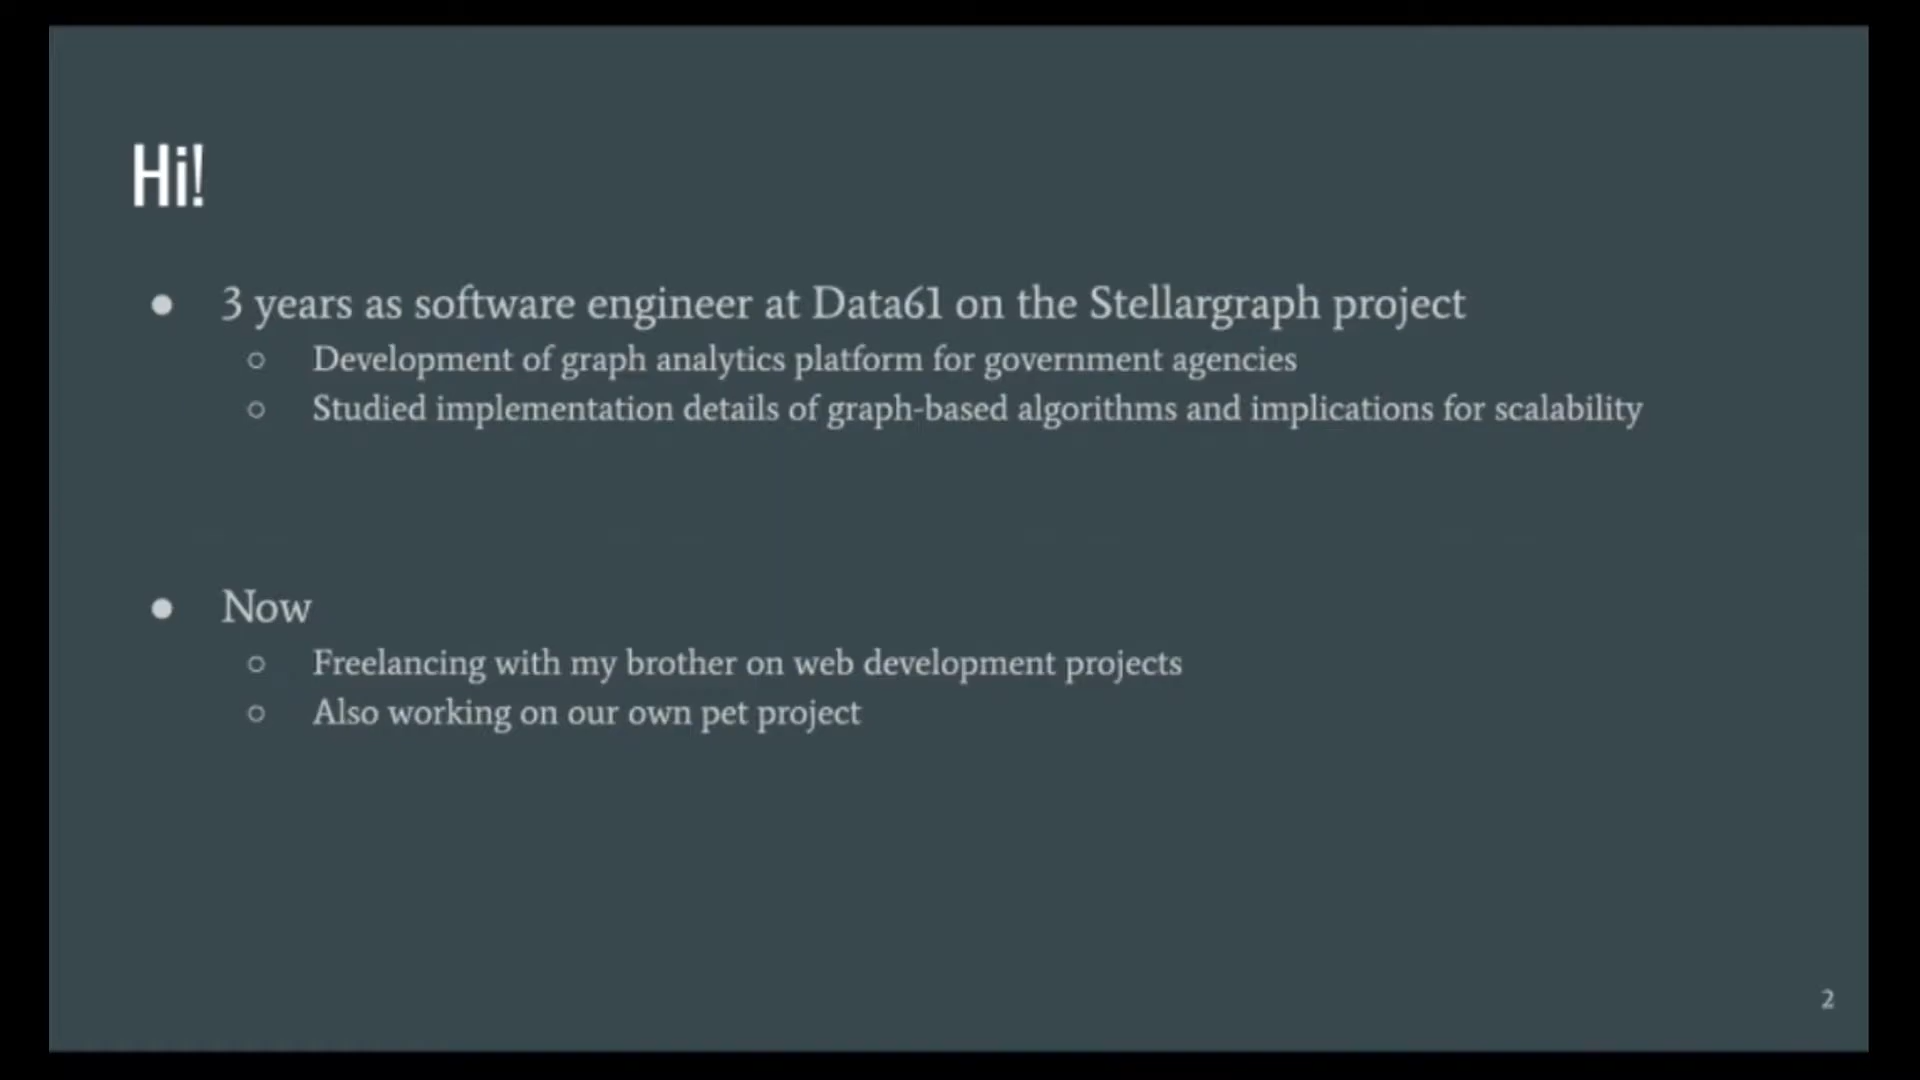 Hi!
● 3 years as software engineer at Data61 on the Stellargraph project
○ Development of graph analytics platform for government agencies
○ Studied implementation details of graph-based algorithms and implications for scalability
● Now
○ Freelancing with my brother on web development projects
○ Also working on our own pet project
2